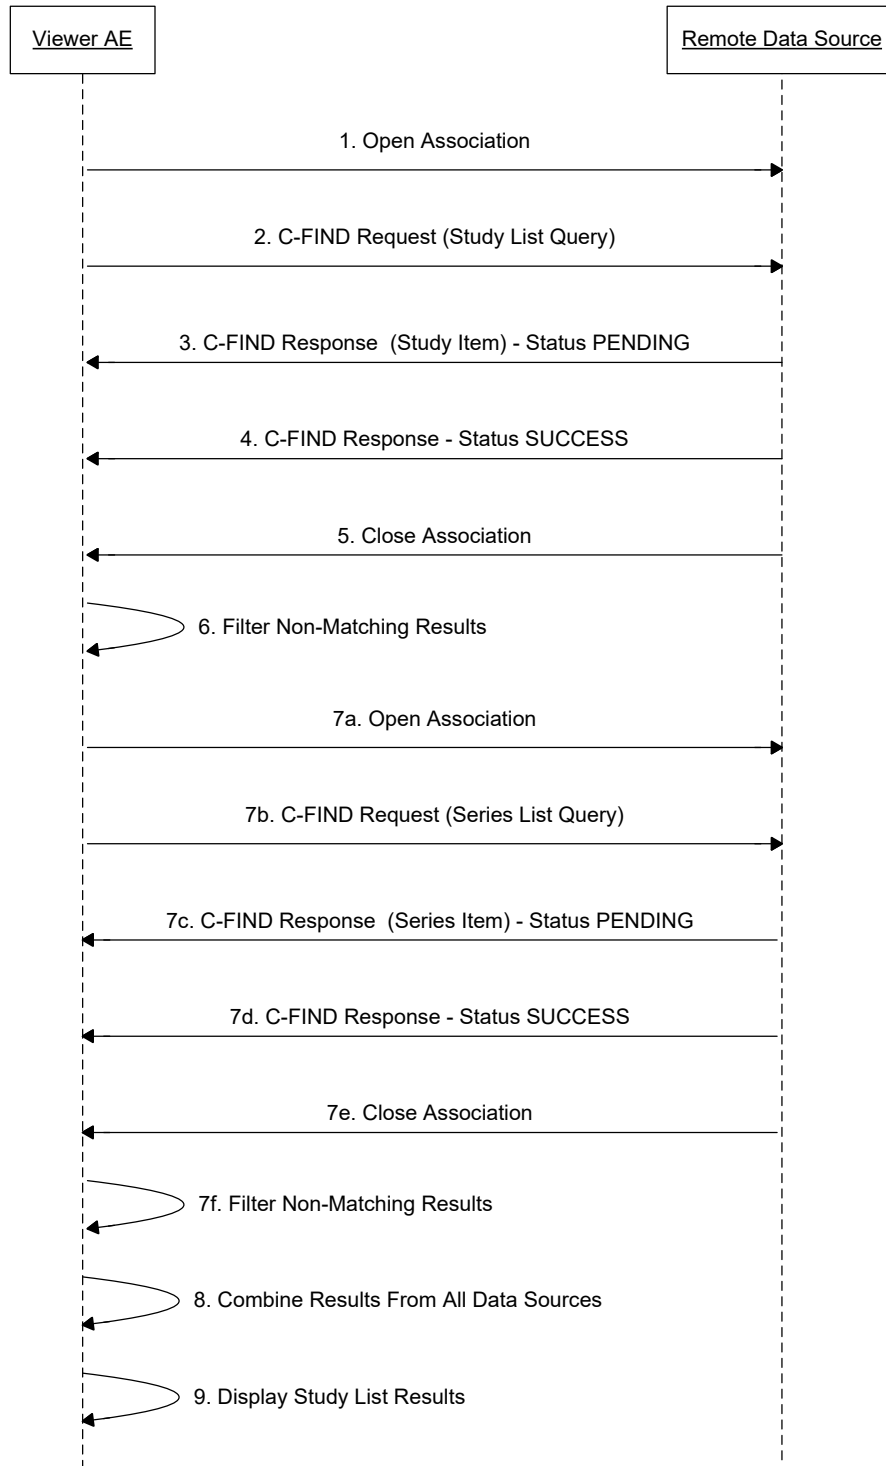 Viewer AE
Remote Data Source
1. Open Association
2. C-FIND Request (Study List Query)
3. C-FIND Response  (Study Item) - Status PENDING
4. C-FIND Response - Status SUCCESS
5. Close Association
6. Filter Non-Matching Results
7a. Open Association
7b. C-FIND Request (Series List Query)
7c. C-FIND Response  (Series Item) - Status PENDING
7d. C-FIND Response - Status SUCCESS
7e. Close Association
7f. Filter Non-Matching Results
8. Combine Results From All Data Sources
9. Display Study List Results